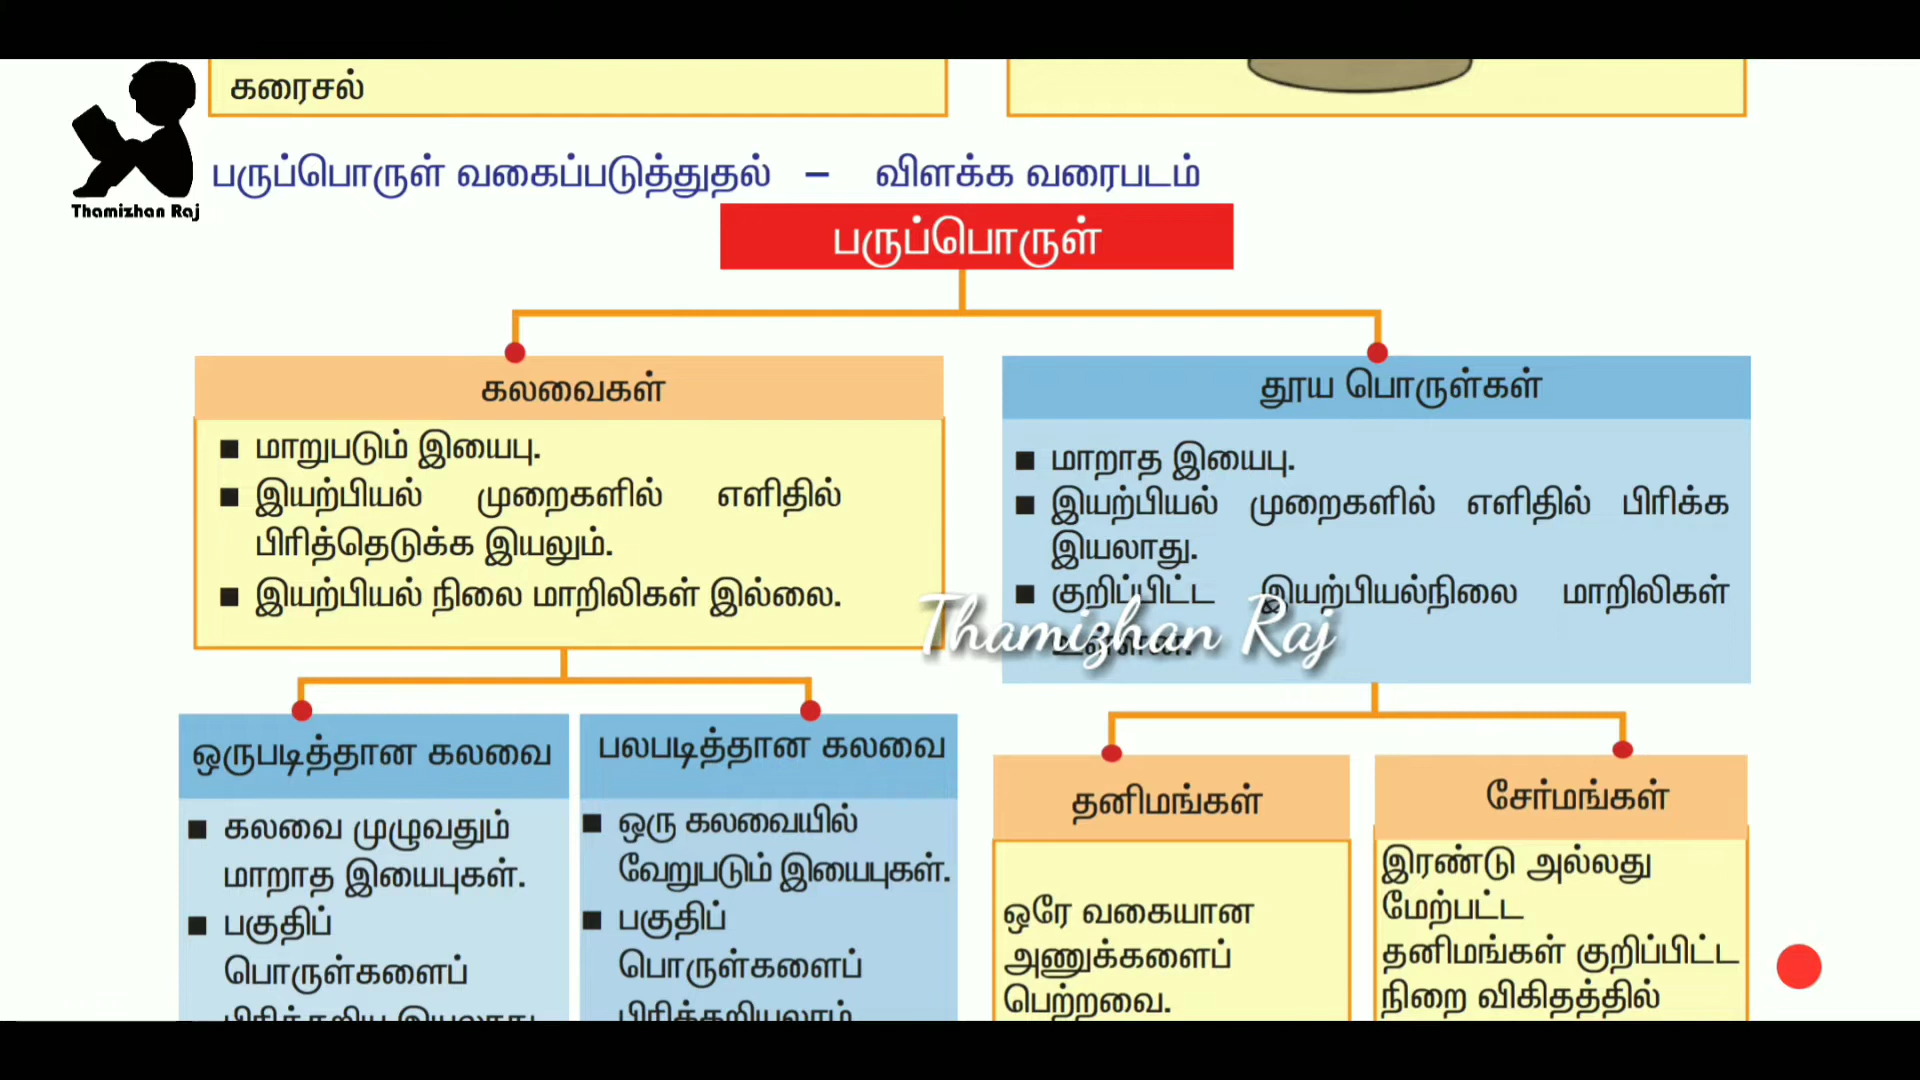 கரைசல்
Thamizhan Raj
பருப்பொருள் வகைப்படுத்துதல் – விளக்க வரைபடம்
பருப்பொருள்
கலவைகள்
■ மாறுபடும் இயைபு.
■ இயற்பியல் முறைகளில் எளிதில்
பிரித்தெடுக்க இயலும்.
■ இயற்பியல் நிலை மாறிலிகள் இல்லை.
தூய பொருள்கள்
■ மாறாத இயைபு.
■ இயற்பியல் முறைகளில் எளிதில் பிரிக்க
இயலாது.
■ குறிப்பிட்ட இயற்பியல்நிலை மாறிலிகள்
Thamizhan Raj
ஒருபடித்தான கலவை
■ கலவை முழுவதும்
மாறாத இயைபுகள்.
■ பகுதிப்
பொருள்களைப்
பலபடித்தான கலவை
■ ஒரு கலவையில்
வேறுபடும் இயைபுகள்.
■ பகுதிப்
பொருள்களைப்
தனிமங்கள்
ஒரே வகையான
அணுக்களைப்
பெற்றவை.
சேர்மங்கள்
இரண்டு அல்லது
மேற்பட்ட
தனிமங்கள் குறிப்பிட்ட
நிறை விகிதத்தில்